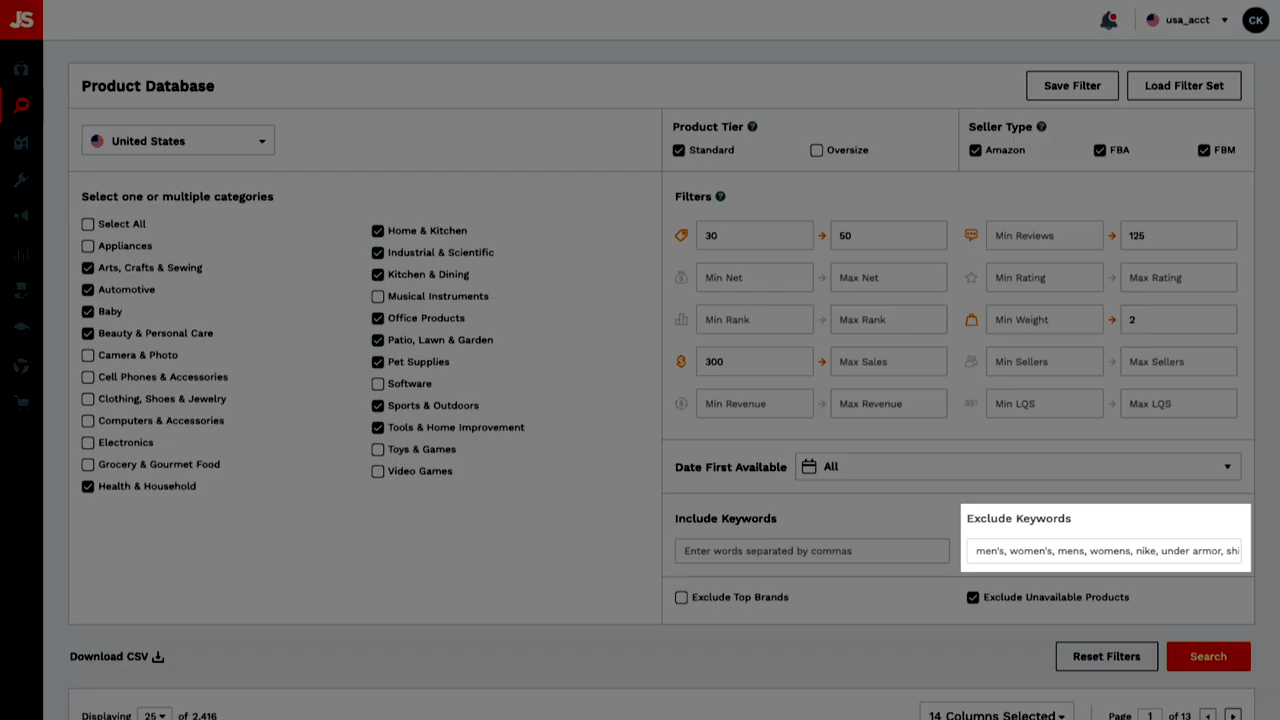 JS
usa_acct
CK
Product Database
Save Filter
Load Filter Set
United States
Product Tier
Standard
Oversize
Seller Type
Amazon
FBA
FBM
Select one or multiple categories
Select All
Appliances
Arts, Crafts & Sewing
Automotive
Baby
Beauty & Personal Care
Camera & Photo
Cell Phones & Accessories
Clothing, Shoes & Jewelry
Computers & Accessories
Electronics
Grocery & Gourmet Food
Health & Household
Home & Kitchen
Industrial & Scientific
Kitchen & Dining
Musical Instruments
Office Products
Patio, Lawn & Garden
Pet Supplies
Software
Sports & Outdoors
Tools & Home Improvement
Toys & Games
Video Games
Filters
30
50
Min Reviews
125
Min Net
Max Net
Min Rating
Max Rating
Min Rank
Max Rank
Min Weight
2
300
Max Sales
Min Sellers
Max Sellers
Min Revenue
Max Revenue
Min LQS
Max LQS
Date First Available
All
Include Keywords
Enter words separated by commas
Exclude Keywords
men's, women's, mens, womens, nike, under armor, shi
Exclude Top Brands
Exclude Unavailable Products
Download CSV
Reset Filters
Search
Displaying 25 of 2,416
14 Columns Selected
Page 1 of 13